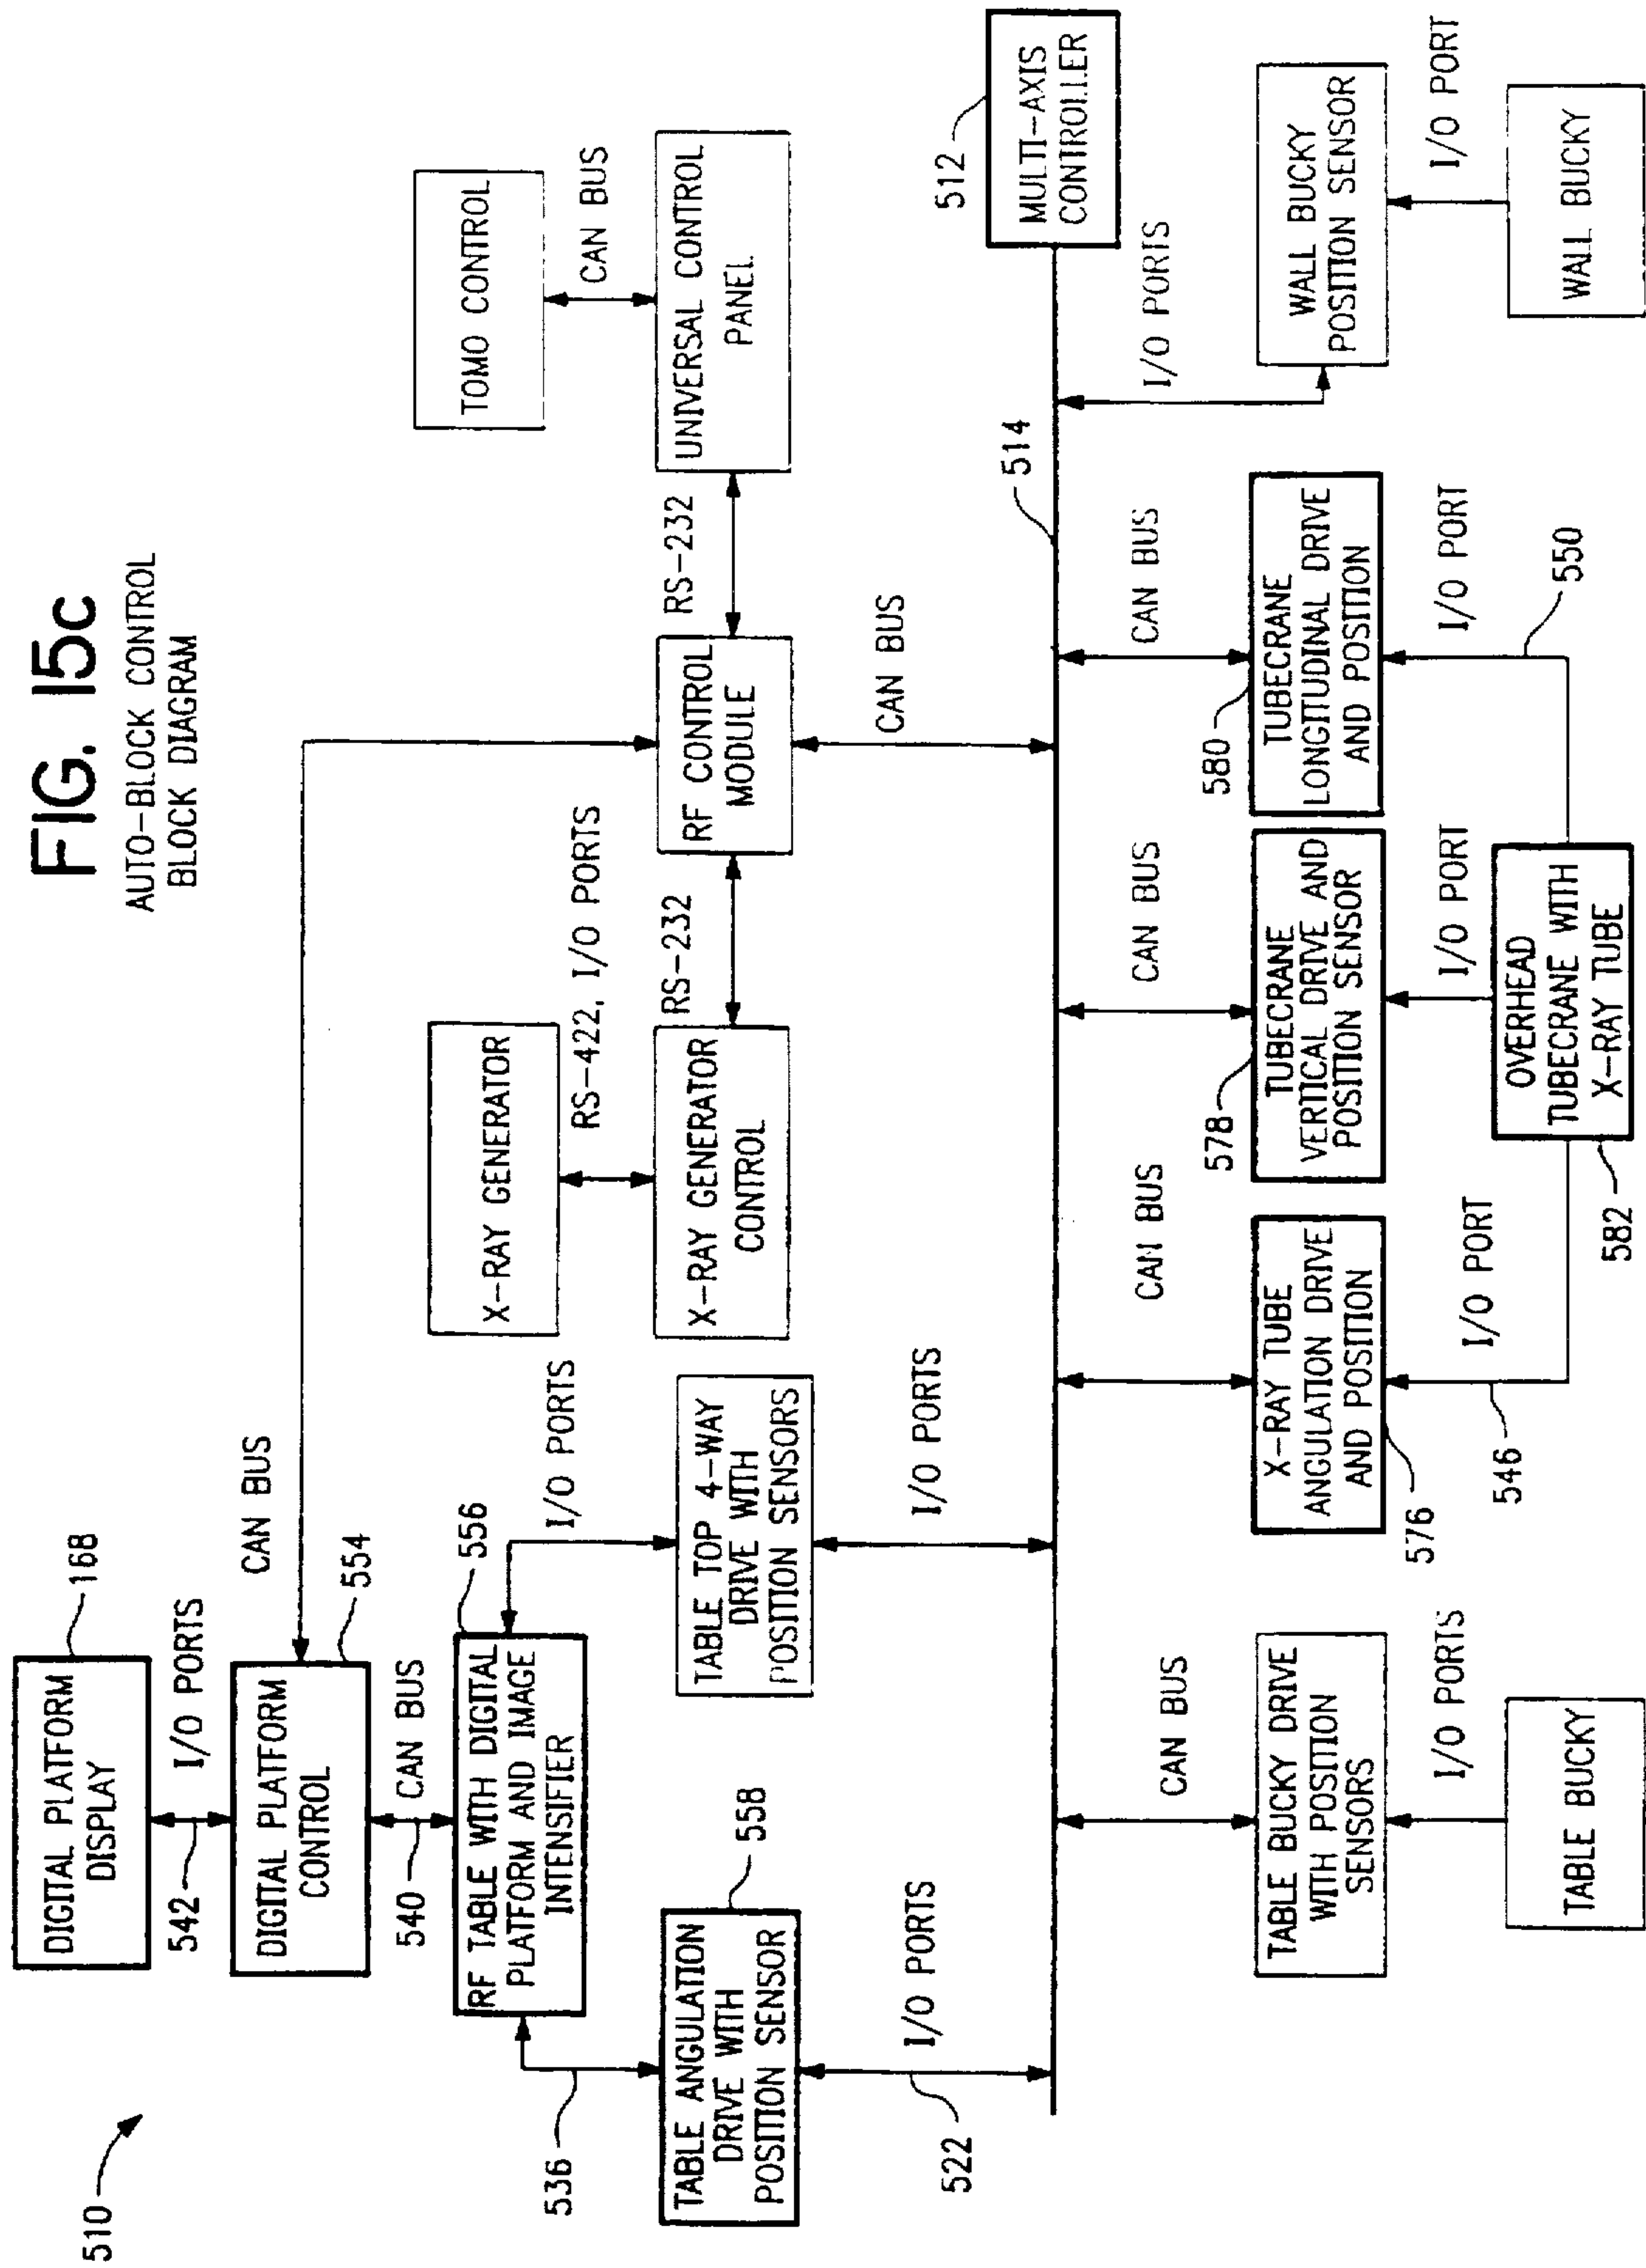 FIG. 15c
AUTO-BLOCK CONTROL
BLOCK DIAGRAM
510
DIGITAL PLATFORM
DISPLAY
168
542
I/O PORTS
DIGITAL PLATFORM
CONTROL
554
CAN BUS
540
CAN BUS
RF TABLE WITH DIGITAL
PLATFORM AND IMAGE
INTENSIFIER
556
536
I/O PORTS
TABLE ANGULATION
DRIVE WITH
POSITION SENSOR
558
TABLE TOP 4-WAY
DRIVE WITH
POSITION SENSORS
522
I/O PORTS
I/O PORTS
X-RAY GENERATOR
RS-422, I/O PORTS
X-RAY GENERATOR
CONTROL
RS-232
RF CONTROL
MODULE
RS-232
UNIVERSAL CONTROL
PANEL
CAN BUS
TOMO CONTROL
CAN BUS
514
512
MULTI-AXIS
CONTROLLER
CAN BUS
TABLE BUCKY DRIVE
WITH POSITION
SENSORS
I/O PORTS
TABLE BUCKY
CAN BUS
X-RAY TUBE
ANGULATION DRIVE
AND POSITION
576
546
I/O PORT
CAN BUS
578
TUBECRANE
VERTICAL DRIVE AND
POSITION SENSOR
I/O PORT
OVERHEAD
TUBECRANE WITH
X-RAY TUBE
582
CAN BUS
580
TUBECRANE
LONGITUDINAL DRIVE
AND POSITION
I/O PORT
550
I/O PORTS
WALL BUCKY
POSITION SENSOR
I/O PORT
WALL BUCKY